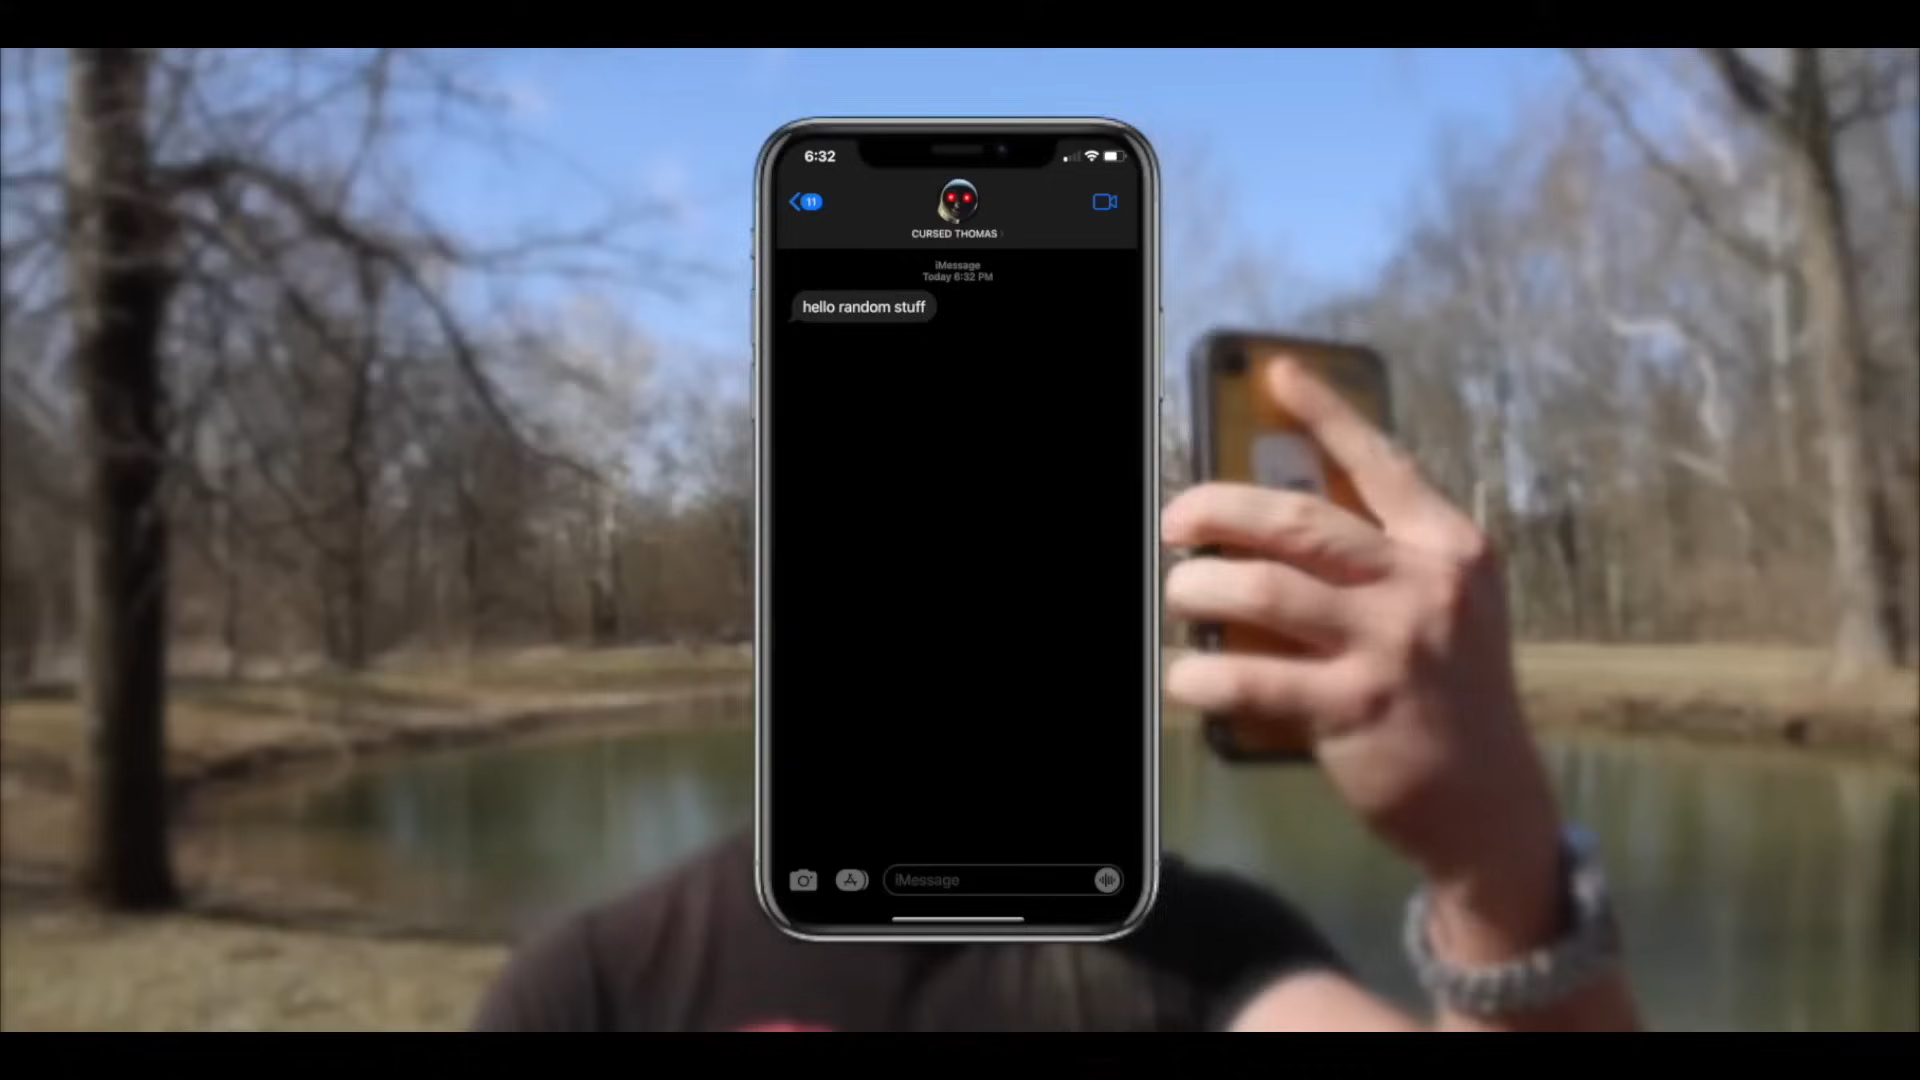 6:32
11
CURSED THOMAS
iMessage
Today 6:32 PM
hello random stuff
iMessage